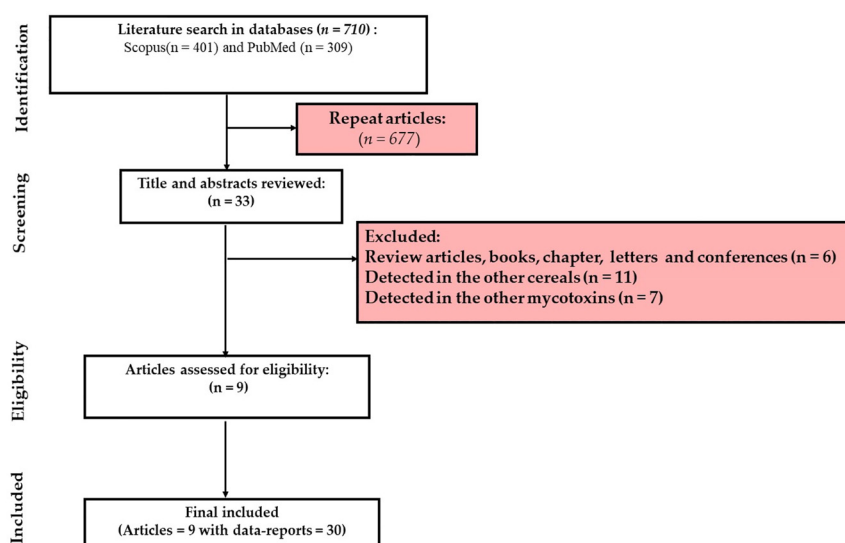 Identification
Literature search in databases (n = 710) :
Scopus(n = 401) and PubMed (n = 309)
Repeat articles:
(n = 677)
Screening
Title and abstracts reviewed:
(n = 33)
Excluded:
Review articles, books, chapter, letters and conferences (n = 6)
Detected in the other cereals (n = 11)
Detected in the other mycotoxins (n = 7)
Eligibility
Articles assessed for eligibility:
(n = 9)
Included
Final included
(Articles = 9 with data-reports = 30)